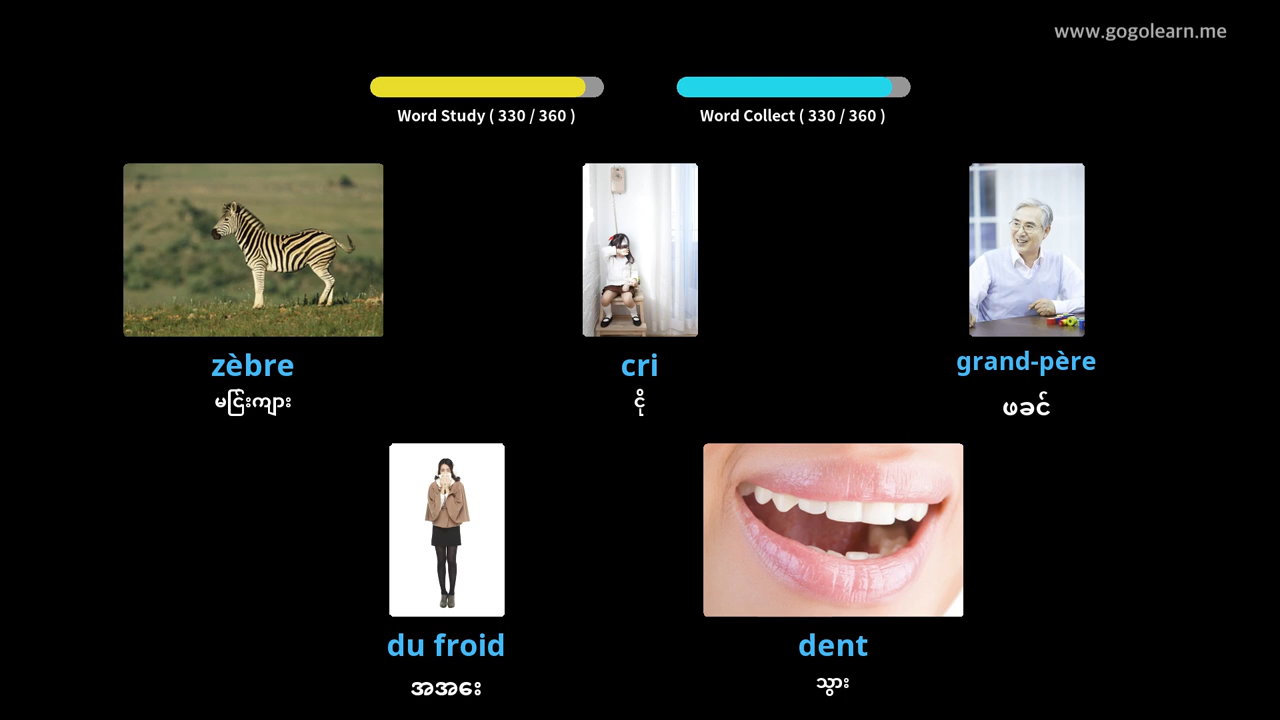 www.gogolearn.me
Word Study ( 330 / 360 )
Word Collect ( 330 / 360 )
zèbre
မြင်းကျား
cri
ငို
grand-père
ဖခင်
du froid
အအေး
dent
သွား